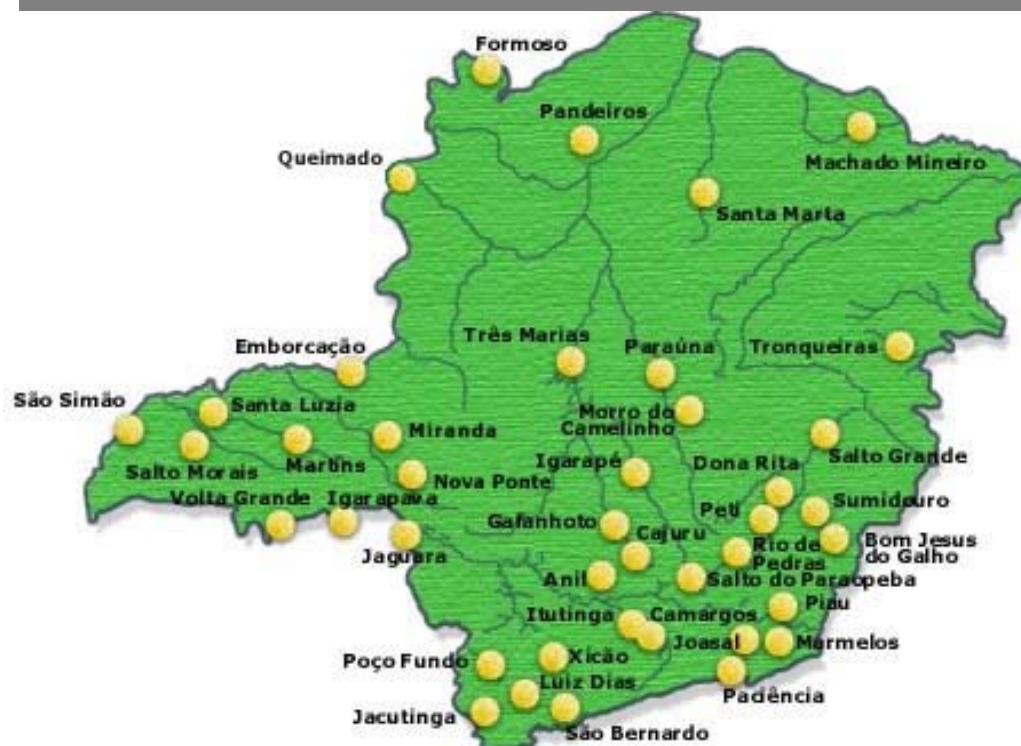 Formoso
Pandeiros
Queimado
Machado Mineiro
Santa Marta
Três Marias
Paraúna
Tronqueiras
Emborcação
São Simão
Santa Luzia
Miranda
Morro do
Camelinho
Salto Morais
Martins
Igarapé
Dona Rita
Salto Grande
Nova Ponte
Volta Grande
Igarapava
Gafanhoto
Peti
Sumidouro
Cajuru
Jaguara
Rio de
Pedras
Bom Jesus
do Galho
Anil
Salto do Paraopeba
Piau
Itutinga
Camargos
Joasal
Marmelos
Poço Fundo
Xicão
Luiz Dias
Paciência
Jacutinga
São Bernardo